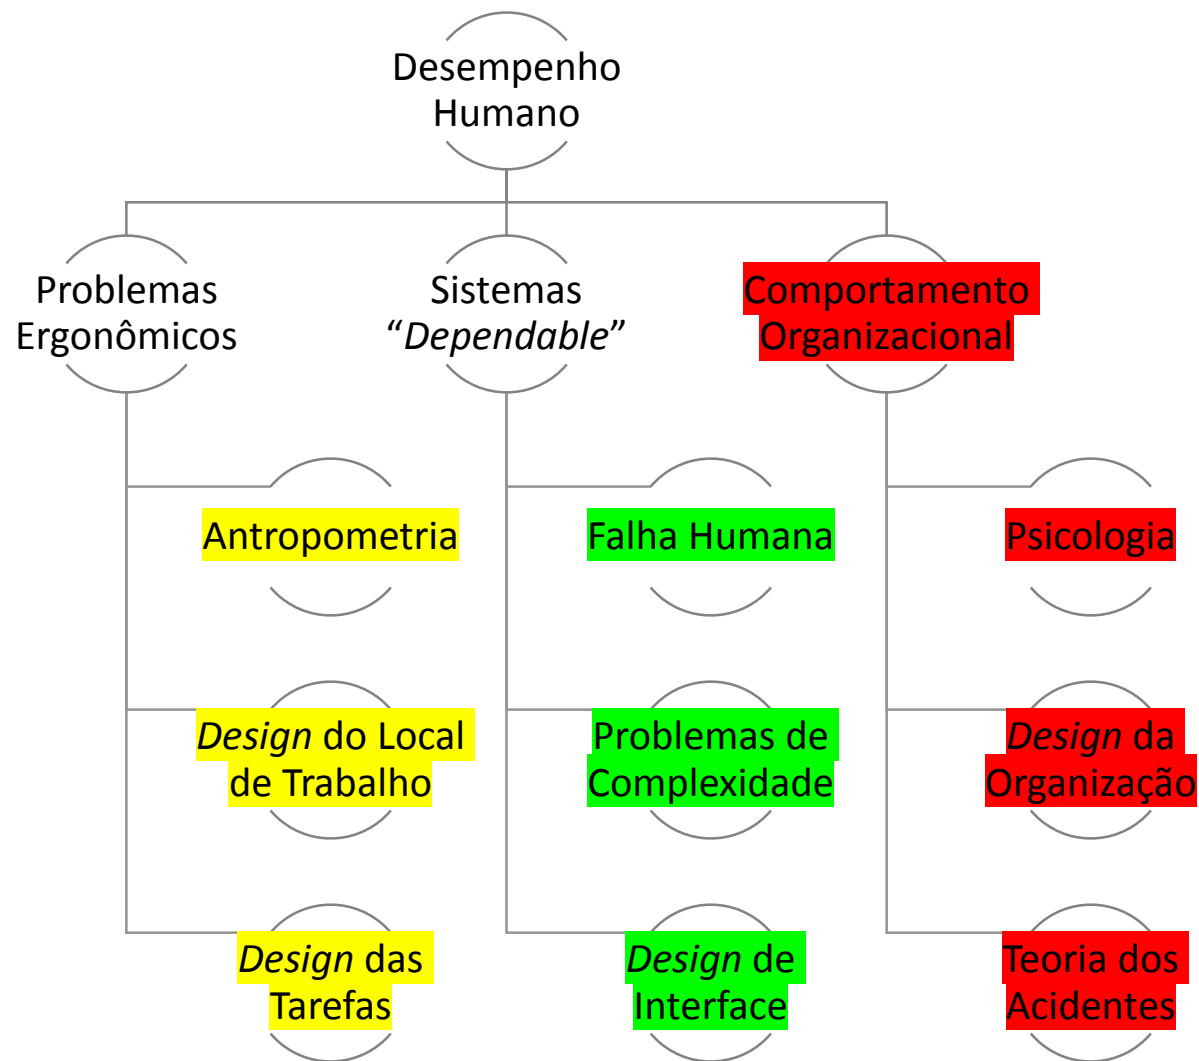 Desempenho
Humano
Problemas
Ergonômicos
Sistemas
“Dependable”
Comportamento
Organizacional
Antropometria
Falha Humana
Psicologia
Design do Local
de Trabalho
Problemas de
Complexidade
Design da
Organização
Design das
Tarefas
Design de
Interface
Teoria dos
Acidentes